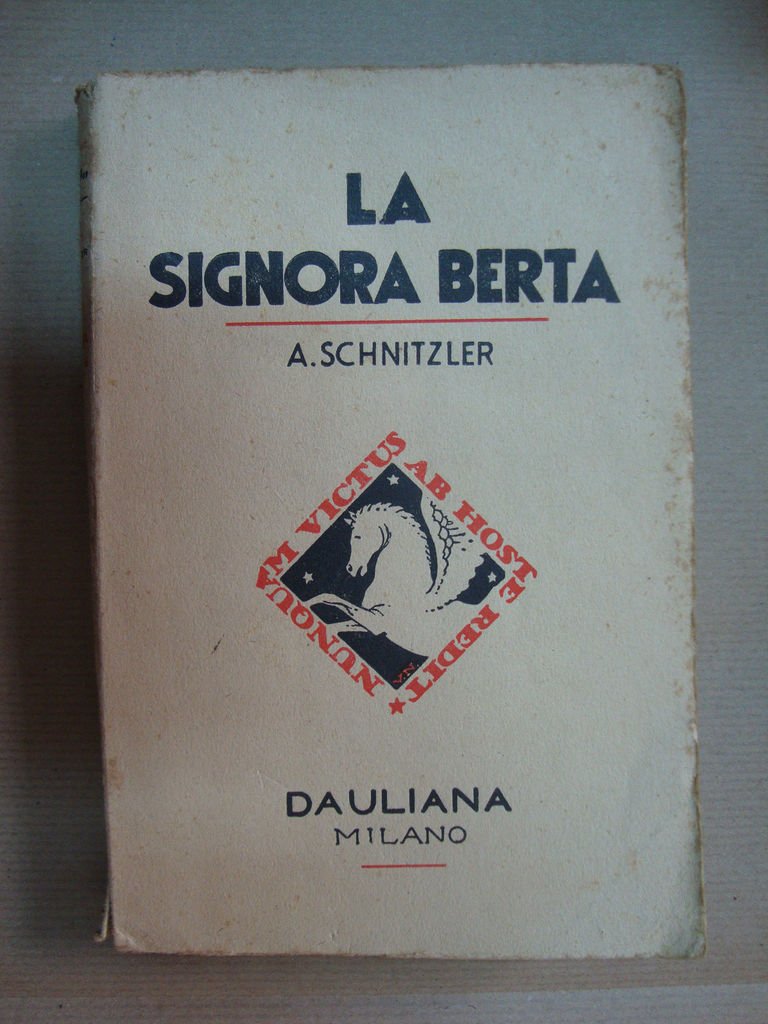 LA
SIGNORA BERTA
A. SCHNITZLER
NUNQUAM VICTUS
AB HOSTE REDIT
DAULIANA
MILANO